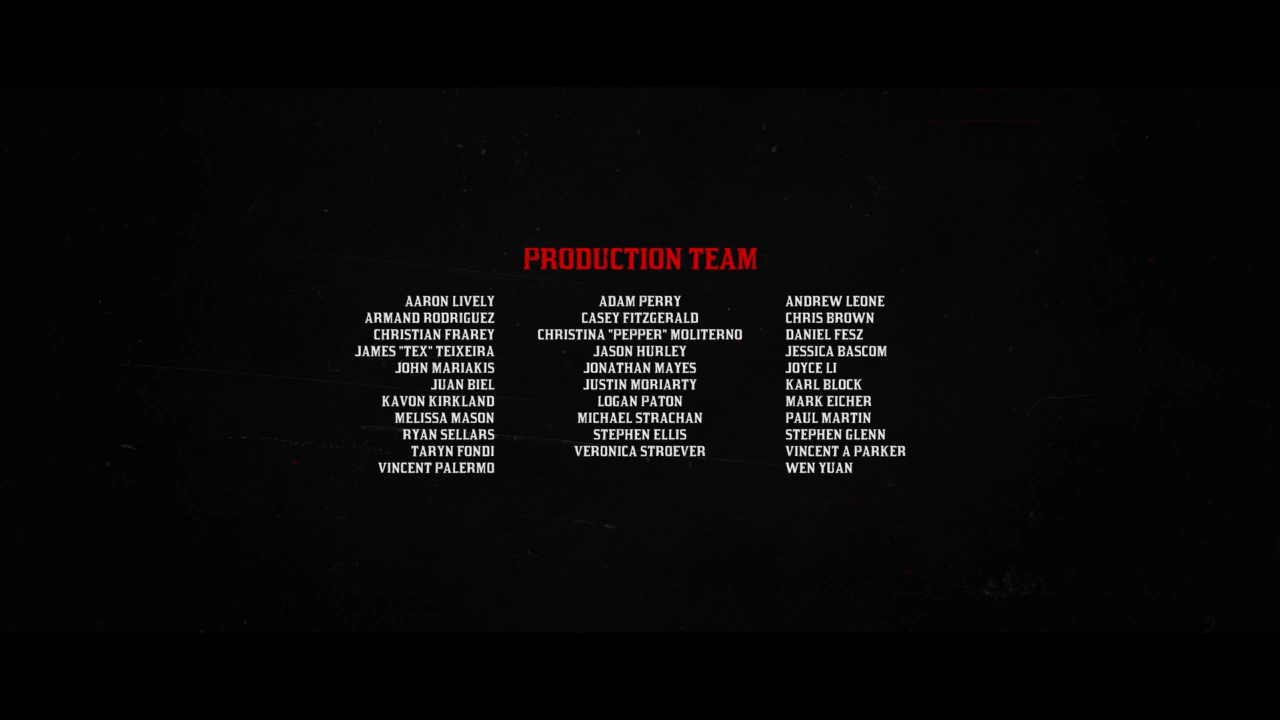 PRODUCTION TEAM
AARON LIVELY ADAM PERRY ANDREW LEONE
ARMAND RODRIGUEZ CASEY FITZGERALD CHRIS BROWN
CHRISTIAN FRAREY CHRISTINA "PEPPER" MOLITERNO DANIEL FESZ
JAMES "TEX" TEIXEIRA JASON HURLEY JESSICA BASCOM
JOHN MARIAKIS JONATHAN MAYES JOYCE LI
JUAN BIEL JUSTIN MORIARTY KARL BLOCK
KAVON KIRKLAND LOGAN PATON MARK EICHER
MELISSA MASON MICHAEL STRACHAN PAUL MARTIN
RYAN SELLARS STEPHEN ELLIS STEPHEN GLENN
TARYN FONDI VERONICA STROEVER VINCENT A PARKER
VINCENT PALERMO WEN YUAN